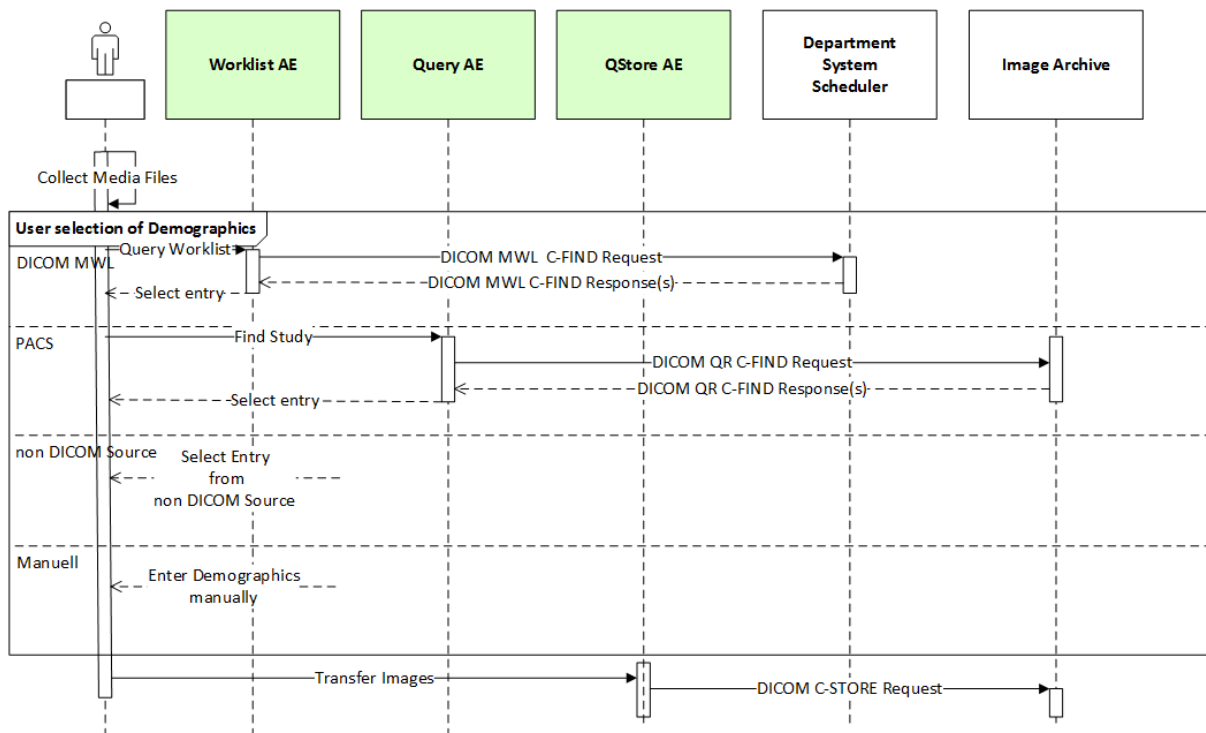 Worklist AE
Query AE
QStore AE
Department
System
Scheduler
Image Archive
Collect Media Files
User selection of Demographics
Query Worklist
DICOM MWL
DICOM MWL  C-FIND Request
DICOM MWL C-FIND Response(s)
Select entry
PACS
Find Study
DICOM QR C-FIND Request
DICOM QR C-FIND Response(s)
Select entry
non DICOM Source
Select Entry
from
non DICOM Source
Manuell
Enter Demographics
manually
Transfer Images
DICOM C-STORE Request